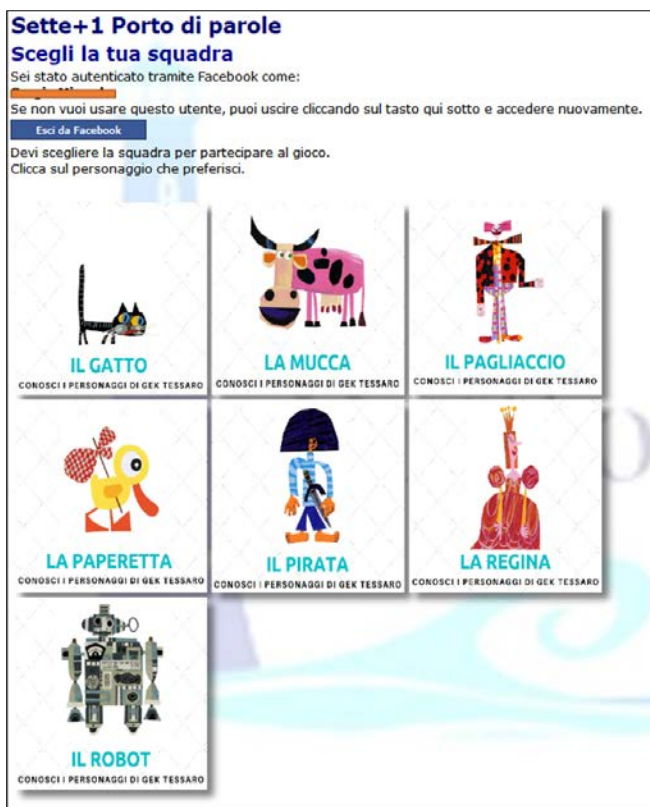 Sette+1 Porto di parole
Scegli la tua squadra
Sei stato autenticato tramite Facebook come:
Se non vuoi usare questo utente, puoi uscire cliccando sul tasto qui sotto e accedere nuovamente.
Esci da Facebook
Devi scegliere la squadra per partecipare al gioco.
Clicca sul personaggio che preferisci.
IL GATTO
CONOSCI I PERSONAGGI DI GEK TESSARO
LA MUCCA
CONOSCI I PERSONAGGI DI GEK TESSARO
IL PAGLIACCIO
CONOSCI I PERSONAGGI DI GEK TESSARO
LA PAPERETTA
CONOSCI I PERSONAGGI DI GEK TESSARO
IL PIRATA
CONOSCI I PERSONAGGI DI GEK TESSARO
LA REGINA
CONOSCI I PERSONAGGI DI GEK TESSARO
IL ROBOT
CONOSCI I PERSONAGGI DI GEK TESSARO